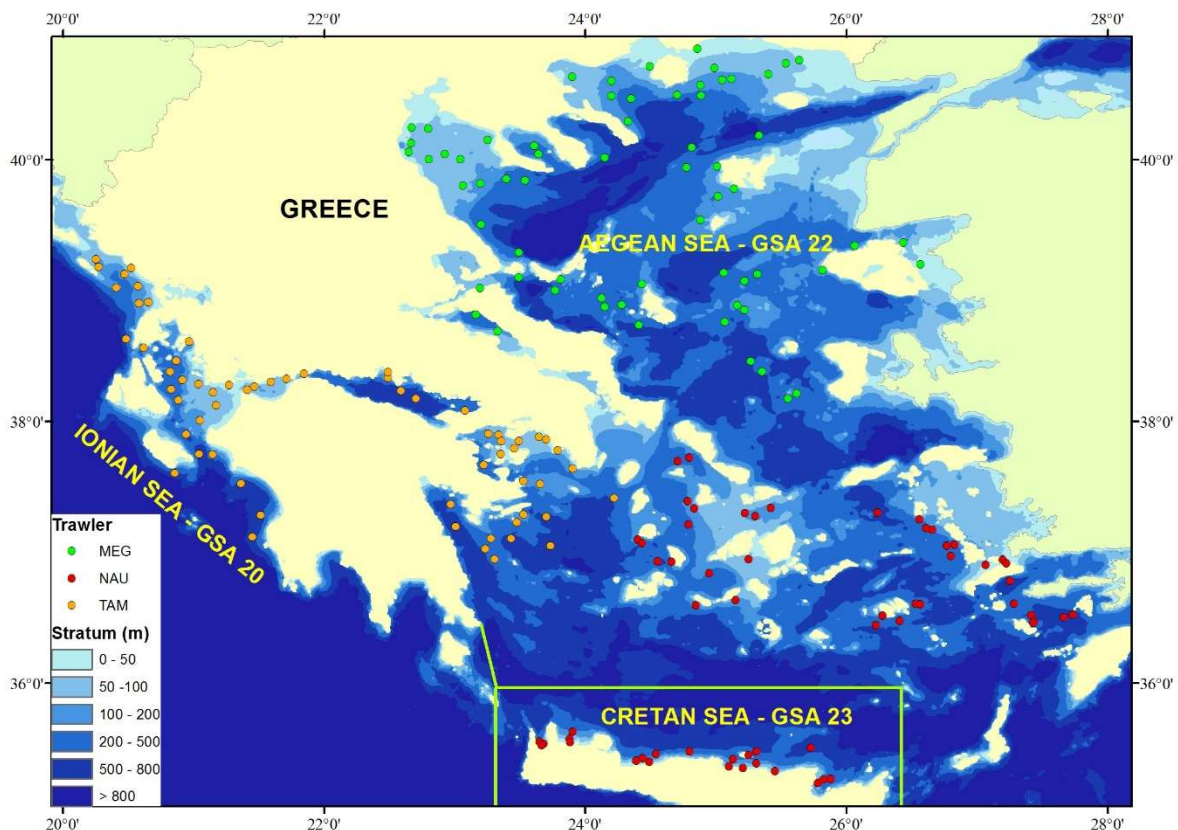 20°0' 22°0' 24°0' 26°0' 28°0'
40°0' 40°0'
GREECE
AEGEAN SEA - GSA 22
38°0' 38°0'
IONIAN SEA - GSA 20
Trawler
MEG
NAU
TAM
Stratum (m)
0 - 50
50 -100
100 - 200
200 - 500
500 - 800
> 800
36°0' 36°0'
CRETAN SEA - GSA 23
20°0' 22°0' 24°0' 26°0' 28°0'